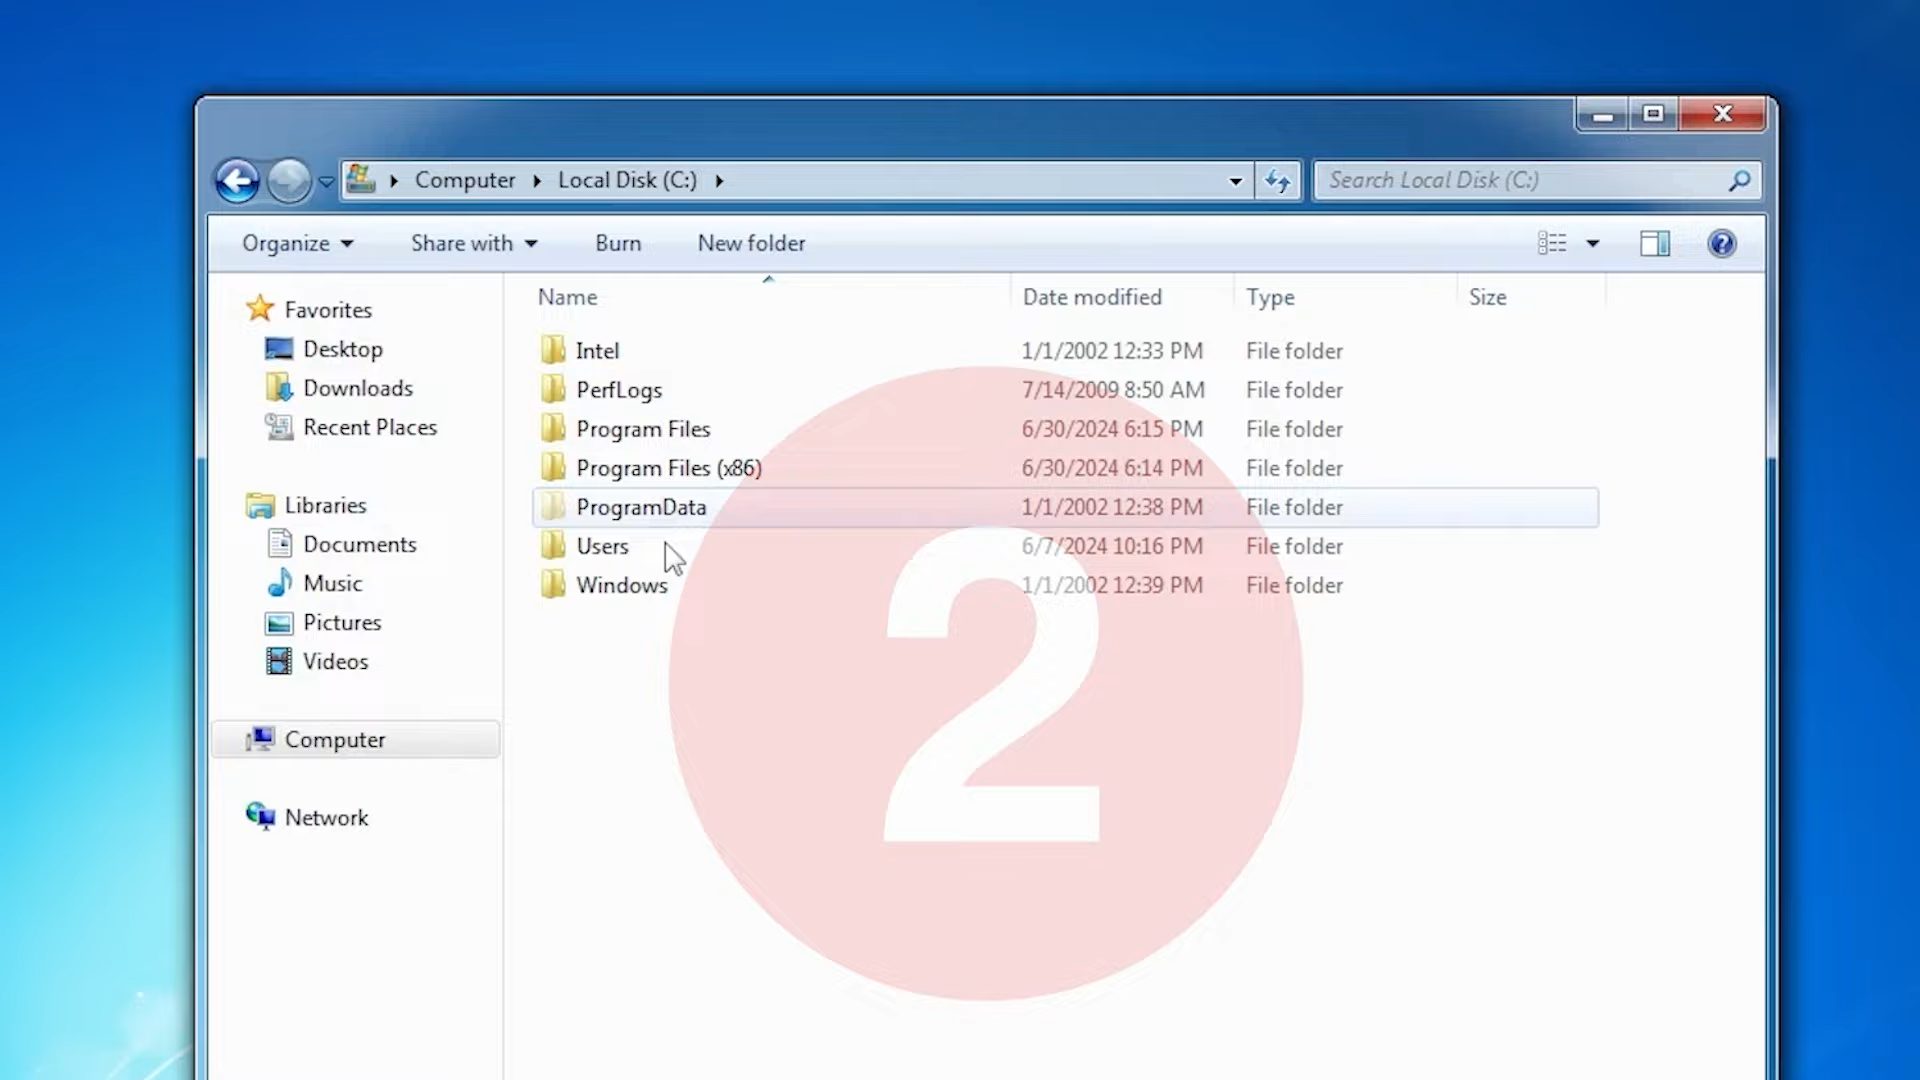 Computer Local Disk (C:)
Search Local Disk (C:)
Organize Share with Burn New folder
Favorites
Desktop
Downloads
Recent Places
Libraries
Documents
Music
Pictures
Videos
Computer
Network
Name Date modified Type Size
Intel 1/1/2002 12:33 PM File folder
PerfLogs 7/14/2009 8:50 AM File folder
Program Files 6/30/2024 6:15 PM File folder
Program Files (x86) 6/30/2024 6:14 PM File folder
ProgramData 1/1/2002 12:38 PM File folder
Users 6/7/2024 10:16 PM File folder
Windows 1/1/2002 12:39 PM File folder
2